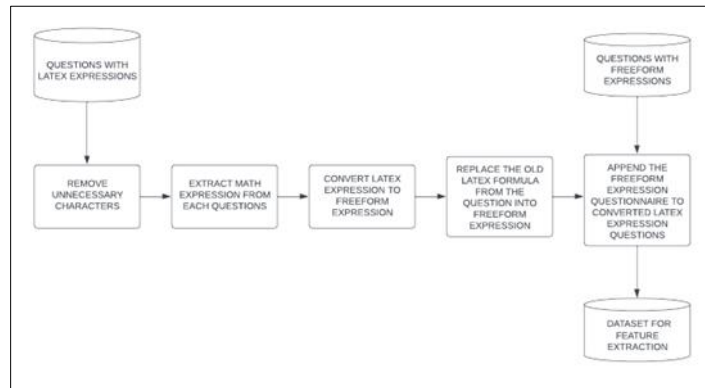 QUESTIONS WITH
LATEX EXPRESSIONS
QUESTIONS WITH
FREEFORM
EXPRESSIONS
REMOVE
UNNECESSARY
CHARACTERS
EXTRACT MATH
EXPRESSION FROM
EACH QUESTIONS
CONVERT LATEX
EXPRESSION TO
FREEFORM
EXPRESSION
REPLACE THE OLD
LATEX FORMULA
FROM THE
QUESTION INTO
FREEFORM
EXPRESSION
APPEND THE
FREEFORM
EXPRESSION
QUESTIONNAIRE TO
CONVERTED LATEX
EXPRESSION
QUESTIONS
DATASET FOR
FEATURE
EXTRACTION